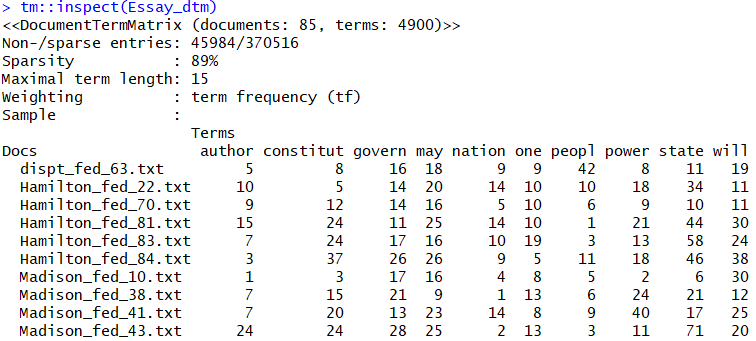 > tm::inspect(Essay_dtm)
<<DocumentTermMatrix (documents: 85, terms: 4900)>>
Non-/sparse entries: 45984/370516
Sparsity           : 89%
Maximal term length: 15
Weighting          : term frequency (tf)
Sample             :
                     Terms
Docs                  author constitut govern may nation one peopl power state will
  dispt_fed_63.txt         5         8     16  18      9   9    42     8    11   19
  Hamilton_fed_22.txt     10         5     14  20     14  10    10    18    34   11
  Hamilton_fed_70.txt      9        12     14  16      5  10     6     9    10   11
  Hamilton_fed_81.txt     15        24     11  25     14  10     1    21    44   30
  Hamilton_fed_83.txt      7        24     17  16     10  19     3    13    58   24
  Hamilton_fed_84.txt      3        37     26  26      9   5    11    18    46   38
  Madison_fed_10.txt       1         3     17  16      4   8     5     2     6   30
  Madison_fed_38.txt       7        15     21   9      1  13     6    24    21   12
  Madison_fed_41.txt       7        20     13  23     14   8     9    40    17   25
  Madison_fed_43.txt      24        24     28  25      2  13     3    11    71   20